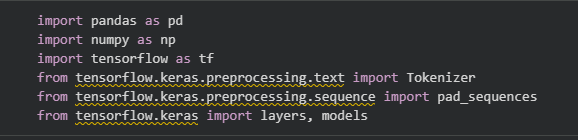 import pandas as pd
import numpy as np
import tensorflow as tf
from tensorflow.keras.preprocessing.text import Tokenizer
from tensorflow.keras.preprocessing.sequence import pad_sequences
from tensorflow.keras import layers, models